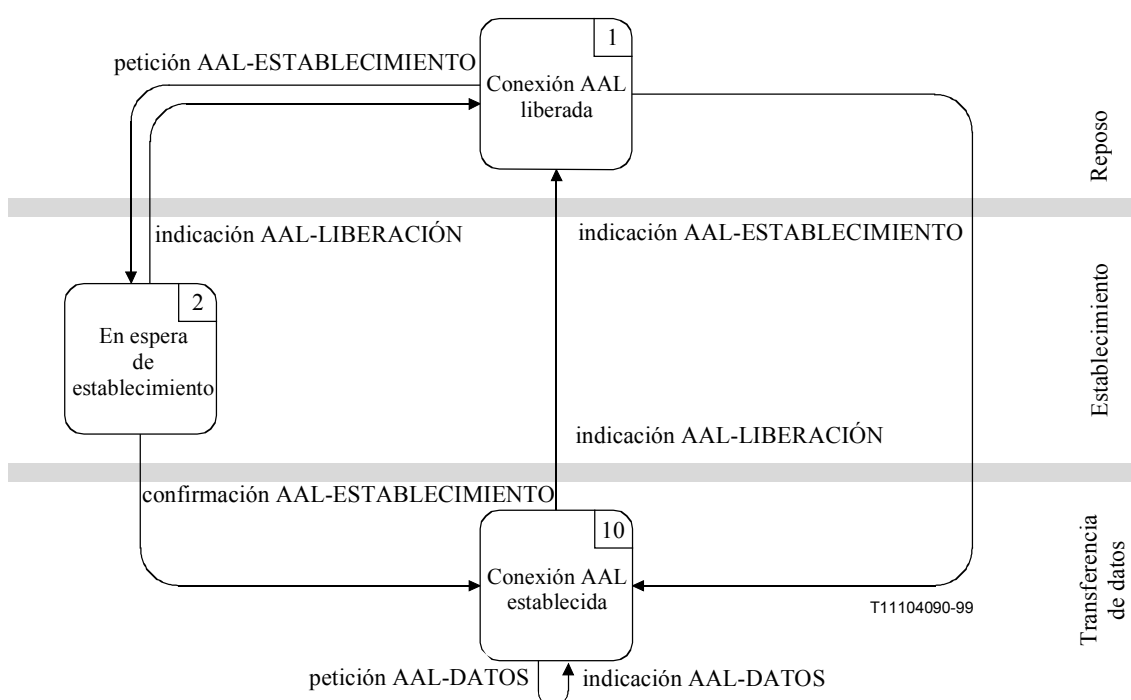 1
petición AAL-ESTABLECIMIENTO
Conexión AAL
liberada
Reposo
indicación AAL-LIBERACIÓN
indicación AAL-ESTABLECIMIENTO
2
En espera
de
establecimiento
Establecimiento
indicación AAL-LIBERACIÓN
confirmación AAL-ESTABLECIMIENTO
10
Conexión AAL
establecida
Transferencia
de datos
T11104090-99
petición AAL-DATOS
indicación AAL-DATOS